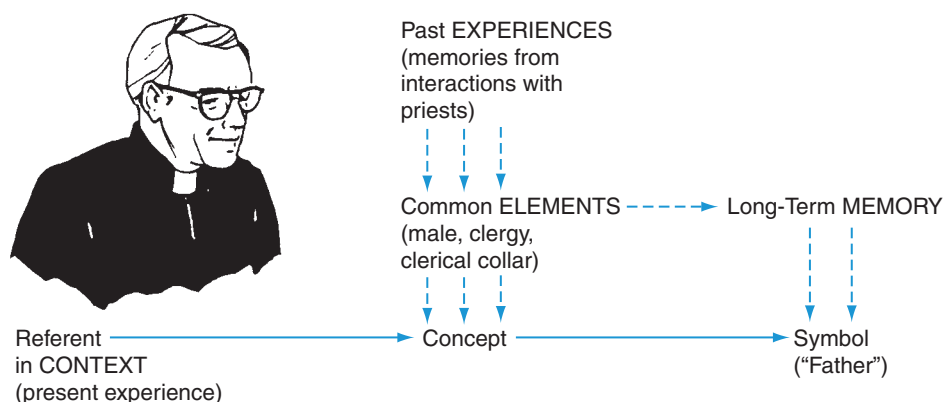 Past EXPERIENCES
(memories from
interactions with
priests)
Common ELEMENTS
(male, clergy,
clerical collar)
Long-Term MEMORY
Referent
in CONTEXT
(present experience)
Concept
Symbol
(“Father”)